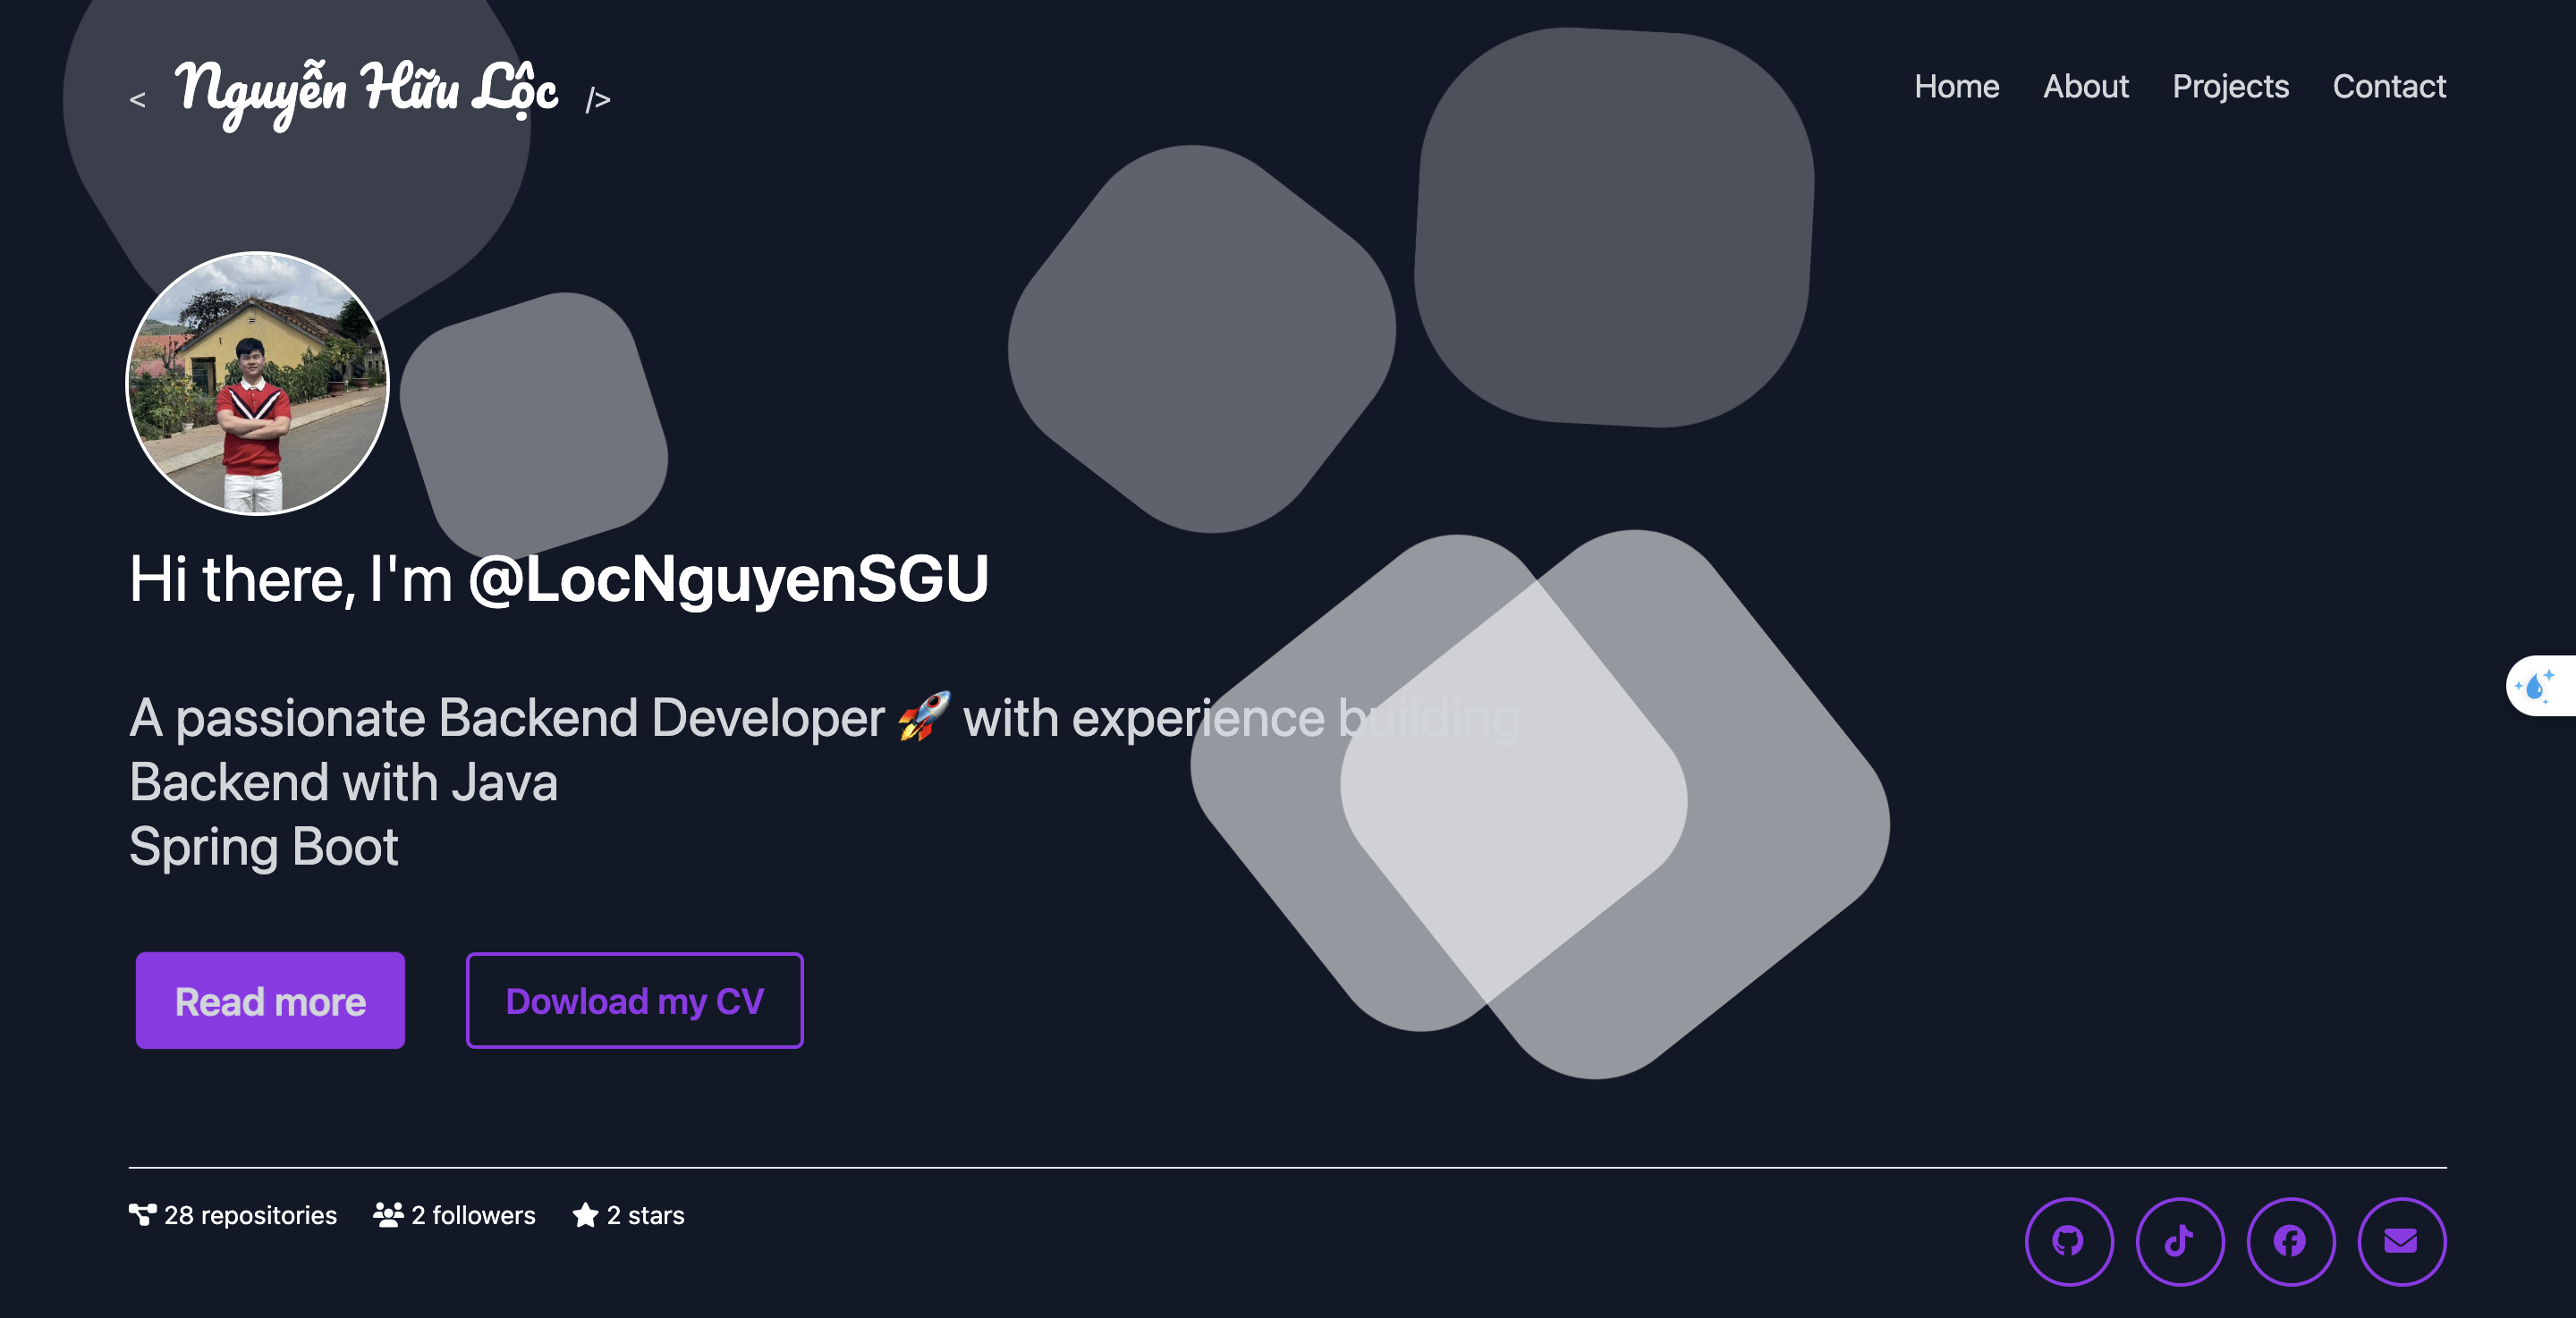 < Nguyễn Hữu Lộc />
Home About Projects Contact
Hi there, I'm @LocNguyenSGU
A passionate Backend Developer 🚀 with experience building
Backend with Java
Spring Boot
Read more
Dowload my CV
28 repositories 2 followers 2 stars